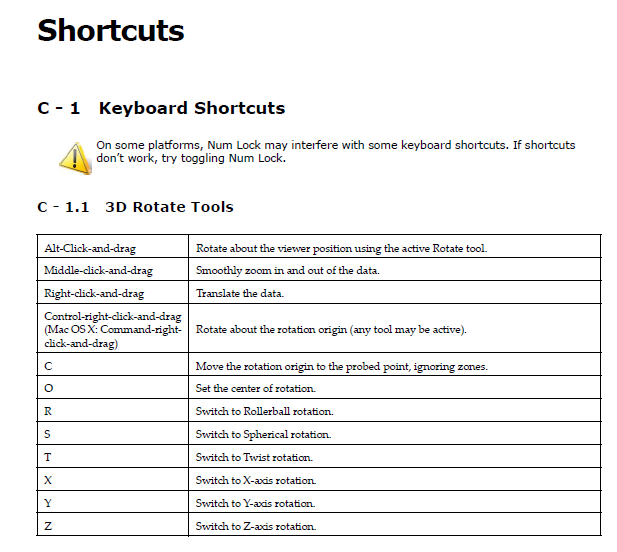 Shortcuts
C - 1 Keyboard Shortcuts
On some platforms, Num Lock may interfere with some keyboard shortcuts. If shortcuts
don't work, try toggling Num Lock.
C - 1.1 3D Rotate Tools
Alt-Click-and-drag Rotate about the viewer position using the active Rotate tool.
Middle-click-and-drag Smoothly zoom in and out of the data.
Right-click-and-drag Translate the data.
Control-right-click-and-drag
(Mac OS X: Command-right-
click-and-drag)
Rotate about the rotation origin (any tool may be active).
C Move the rotation origin to the probed point, ignoring zones.
O Set the center of rotation.
R Switch to Rollerball rotation.
S Switch to Spherical rotation.
T Switch to Twist rotation.
X Switch to X-axis rotation.
Y Switch to Y-axis rotation.
Z Switch to Z-axis rotation.